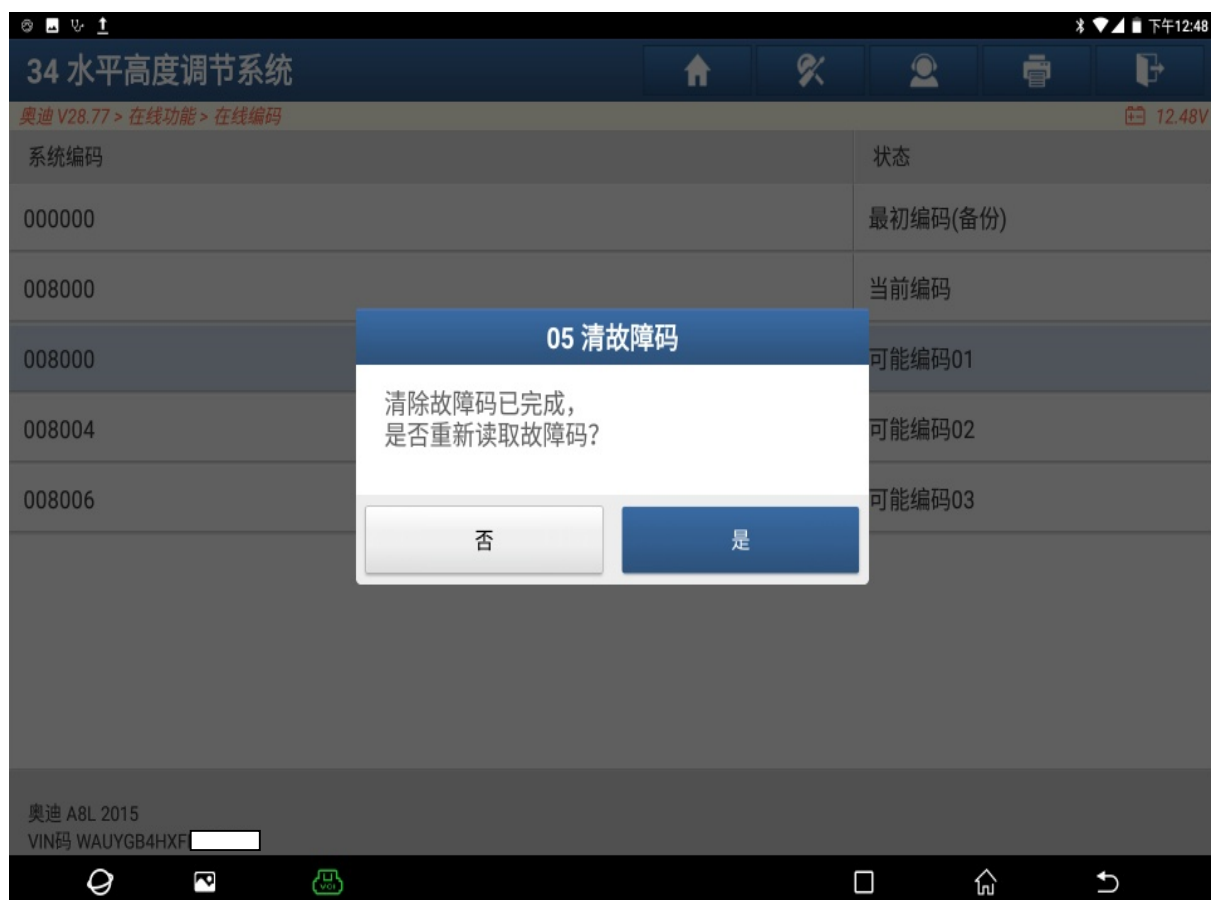 下午12:48
34 水平高度调节系统
奥迪 V28.77 > 在线功能 > 在线编码
12.48V
系统编码 状态
000000 最初编码(备份)
008000 当前编码
008000 可能编码01
008004 可能编码02
008006 可能编码03
05 清故障码
清除故障码已完成，
是否重新读取故障码？
否 是
奥迪 A8L 2015
VIN码 WAUYGB4HXF
VCI